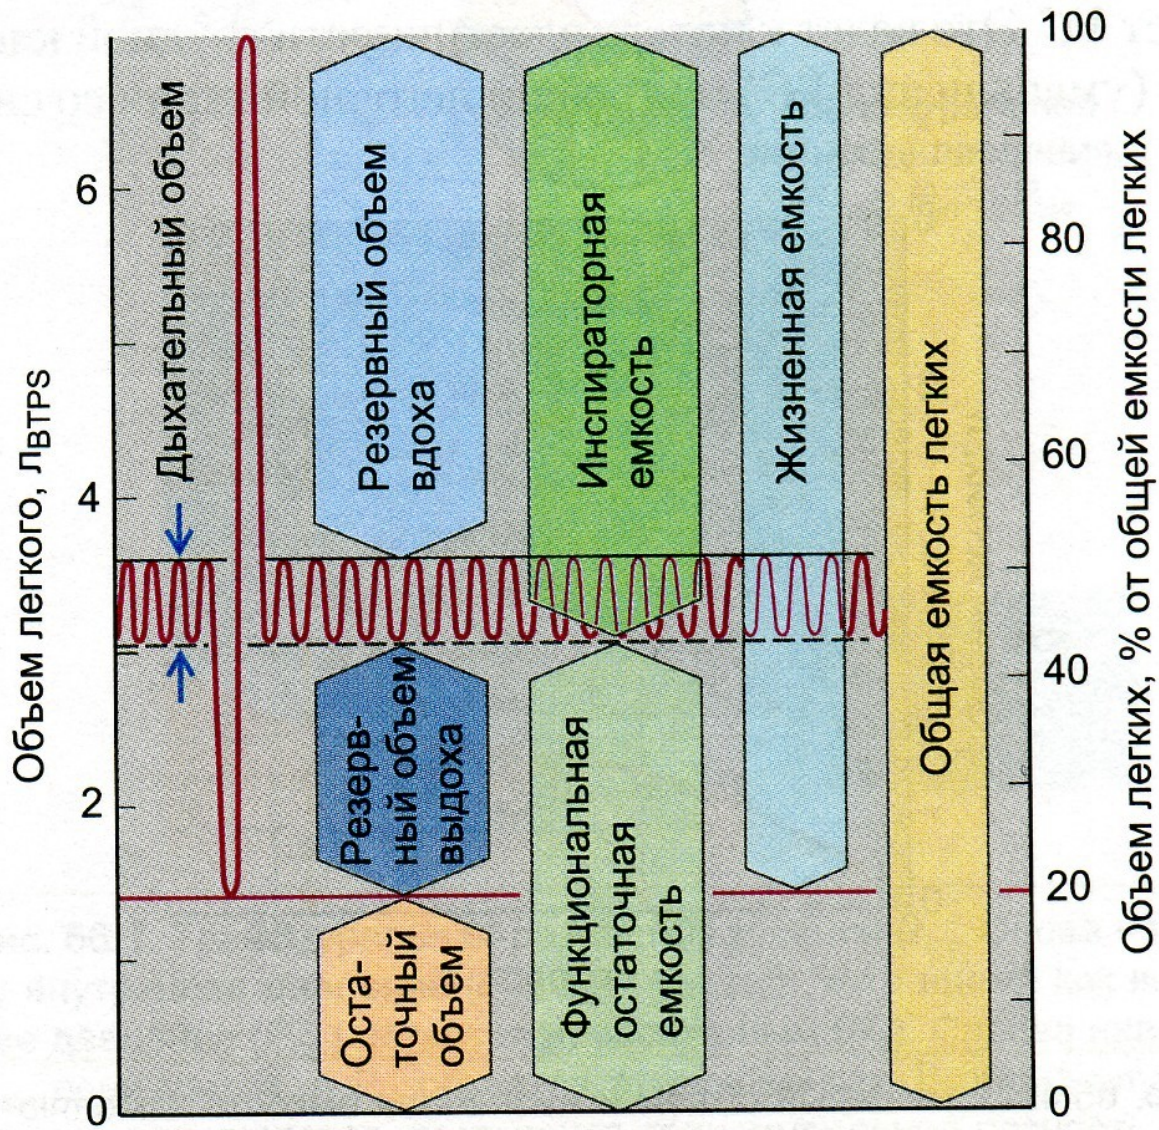 Объем легкого, лBTPS
6
4
2
0
Дыхательный объем
Резервный объем
вдоха
Резерв-
ный объем
выдоха
Оста-
точный
объем
Инспираторная
емкость
Функциональная
остаточная
емкость
Жизненная емкость
Общая емкость легких
100
80
60
40
20
0
Объем легких, % от общей емкости легких